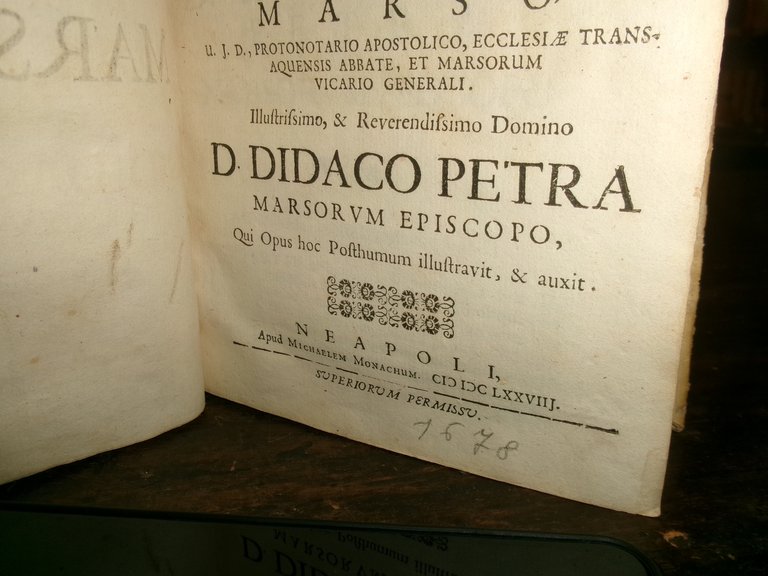 MARSO,
U. J. D., PROTONOTARIO APOSTOLICO, ECCLESIÆ TRANS-
AQUENSIS ABBATE, ET MARSORUM
VICARIO GENERALI.
Illuſtriſsimo, & Reverendiſsimo Domino
D. DIDACO PETRA
MARSORVM EPISCOPO,
Qui Opus hoc Poſthumum illuſtravit, & auxit.
NEAPOLI,
Apud MICHAELEM MONACHUM. CIƆ IƆC LXXVIIJ.
SUPERIORUM PERMISSU.
1678